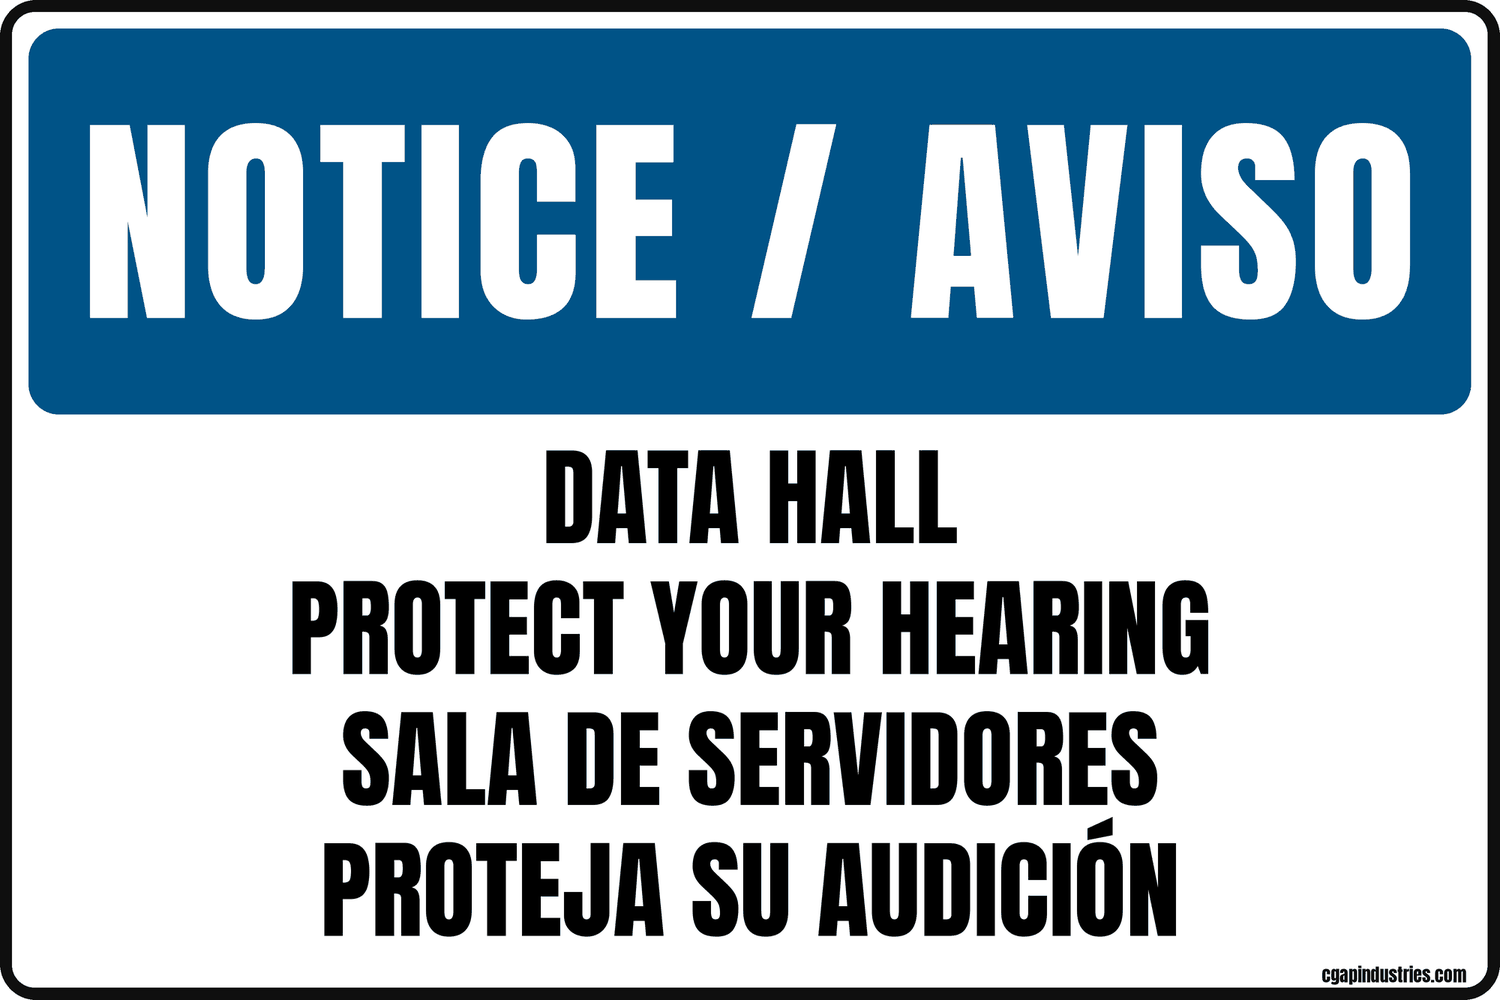 NOTICE / AVISO
DATA HALL
PROTECT YOUR HEARING
SALA DE SERVIDORES
PROTEJA SU AUDICIÓN
cgapindustries.com